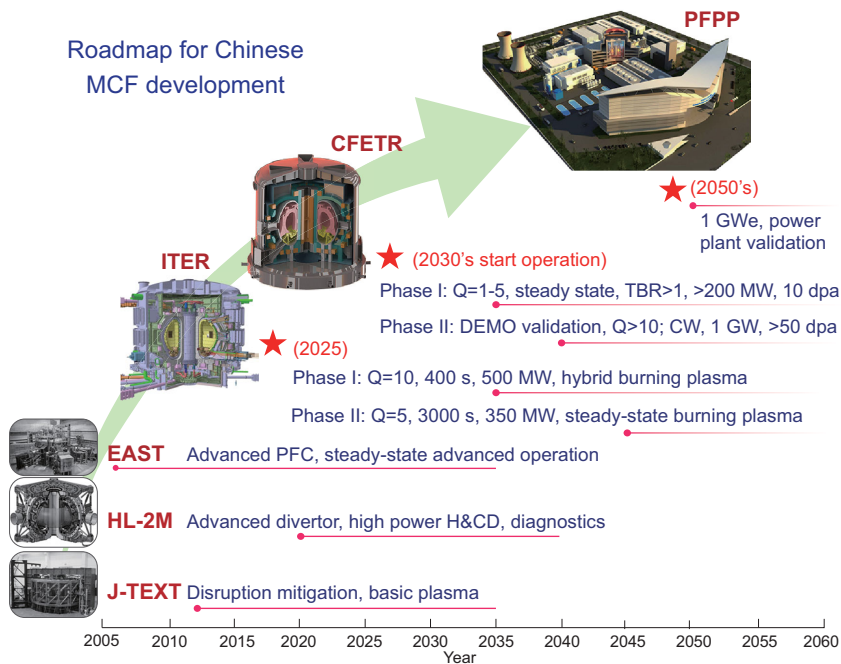 PFPP
Roadmap for Chinese
MCF development
CFETR
(2050's)
1 GWe, power
plant validation
ITER
(2030's start operation)
Phase I: Q=1-5, steady state, TBR>1, >200 MW, 10 dpa
Phase II: DEMO validation, Q>10; CW, 1 GW, >50 dpa
(2025)
Phase I: Q=10, 400 s, 500 MW, hybrid burning plasma
Phase II: Q=5, 3000 s, 350 MW, steady-state burning plasma
EAST Advanced PFC, steady-state advanced operation
HL-2M Advanced divertor, high power H&CD, diagnostics
J-TEXT Disruption mitigation, basic plasma
2005 2010 2015 2020 2025 2030 2035 2040 2045 2050 2055 2060
Year